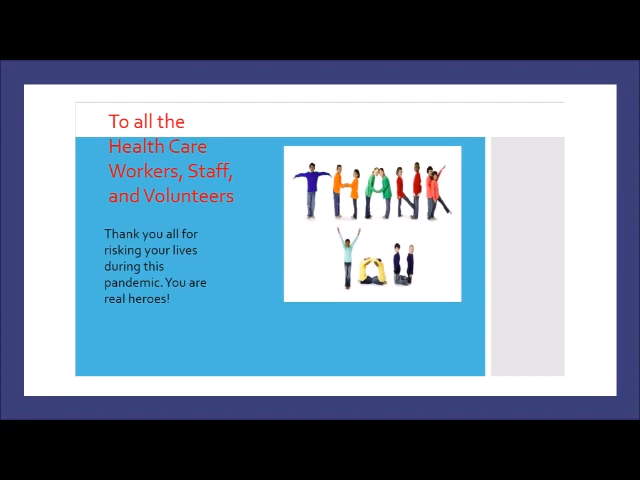 To all the
Health Care
Workers, Staff,
and Volunteers
Thank you all for
risking your lives
during this
pandemic. You are
real heroes!
THANK
You